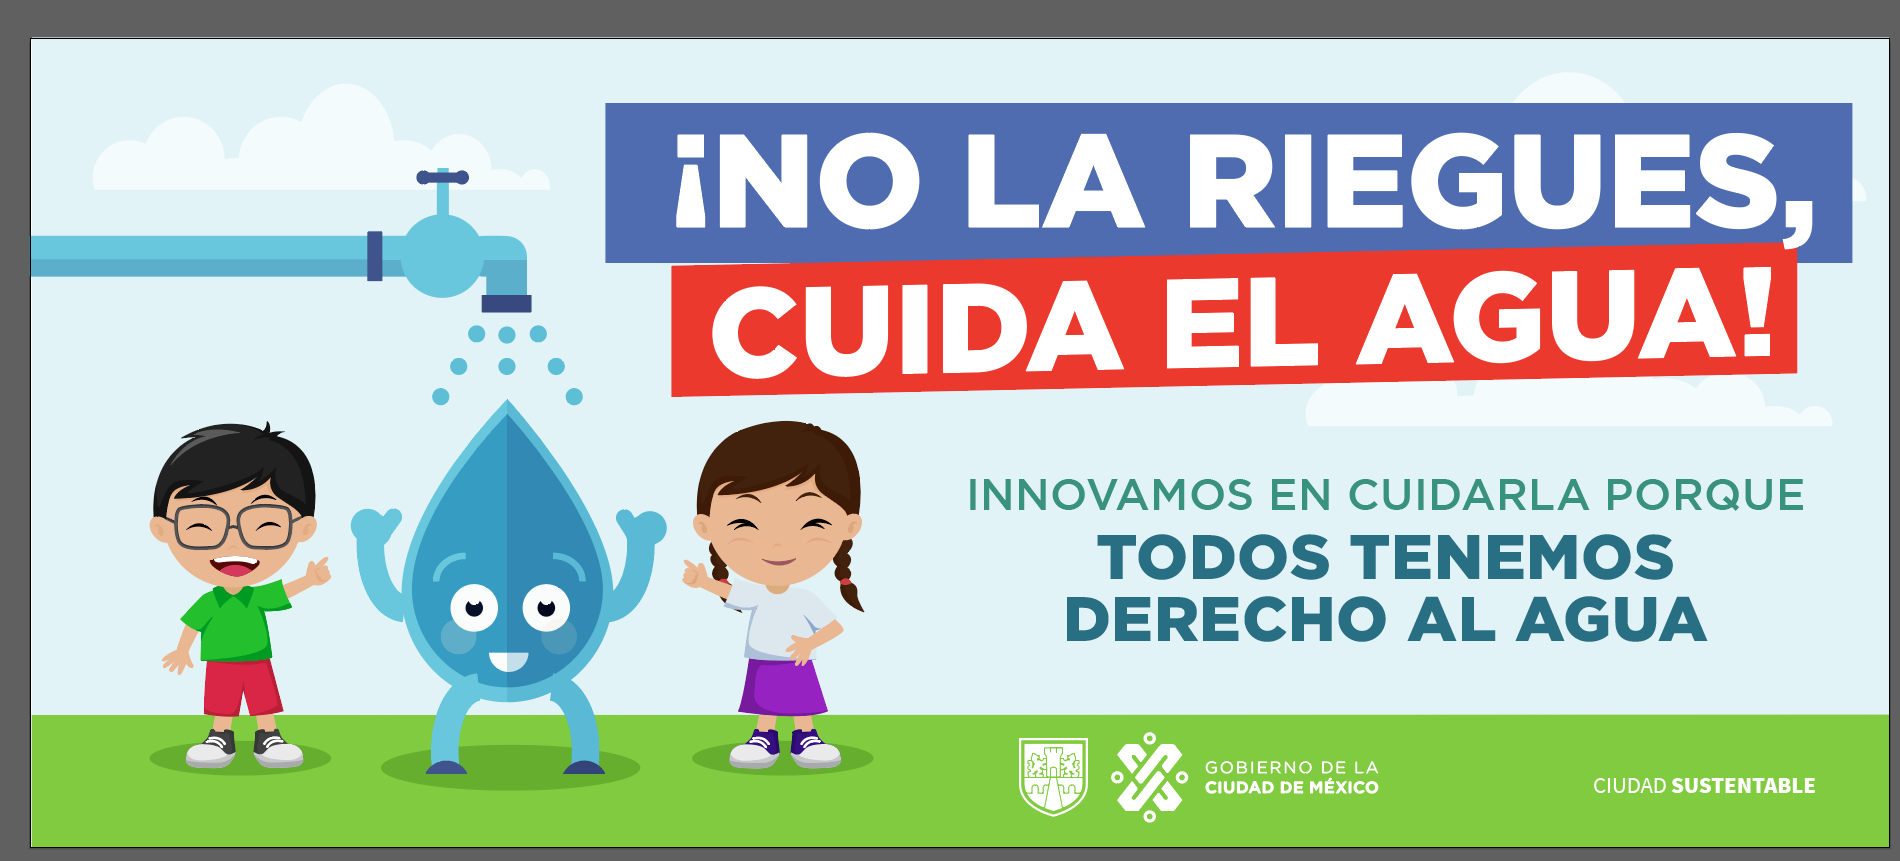 ¡NO LA RIEGUES,
CUIDA EL AGUA!
INNOVAMOS EN CUIDARLA PORQUE
TODOS TENEMOS
DERECHO AL AGUA
GOBIERNO DE LA
CIUDAD DE MÉXICO
CIUDAD SUSTENTABLE